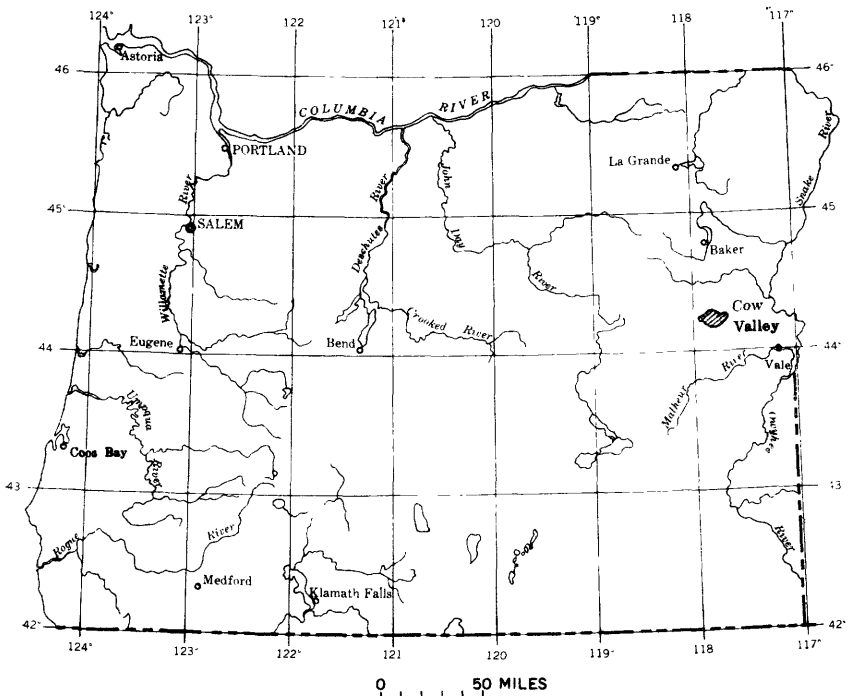 124°
123°
122
121
120
119°
118
117°
46
46°
Astoria
COLUMBIA RIVER
PORTLAND
La Grande
River
John
River
River
Snake
45°
45
SALEM
Deschutes
Day
Baker
Willamette
River
Cow
Valley
Crooked River
Eugene
Bend
44
44°
River
Vale
Malheur
Umpqua
Owyhee
Coos Bay
River
43
43
River
Rogue
River
Medford
Klamath Falls
42°
42°
124°
123°
122°
121
120
119°
118
117°
0 50 MILES